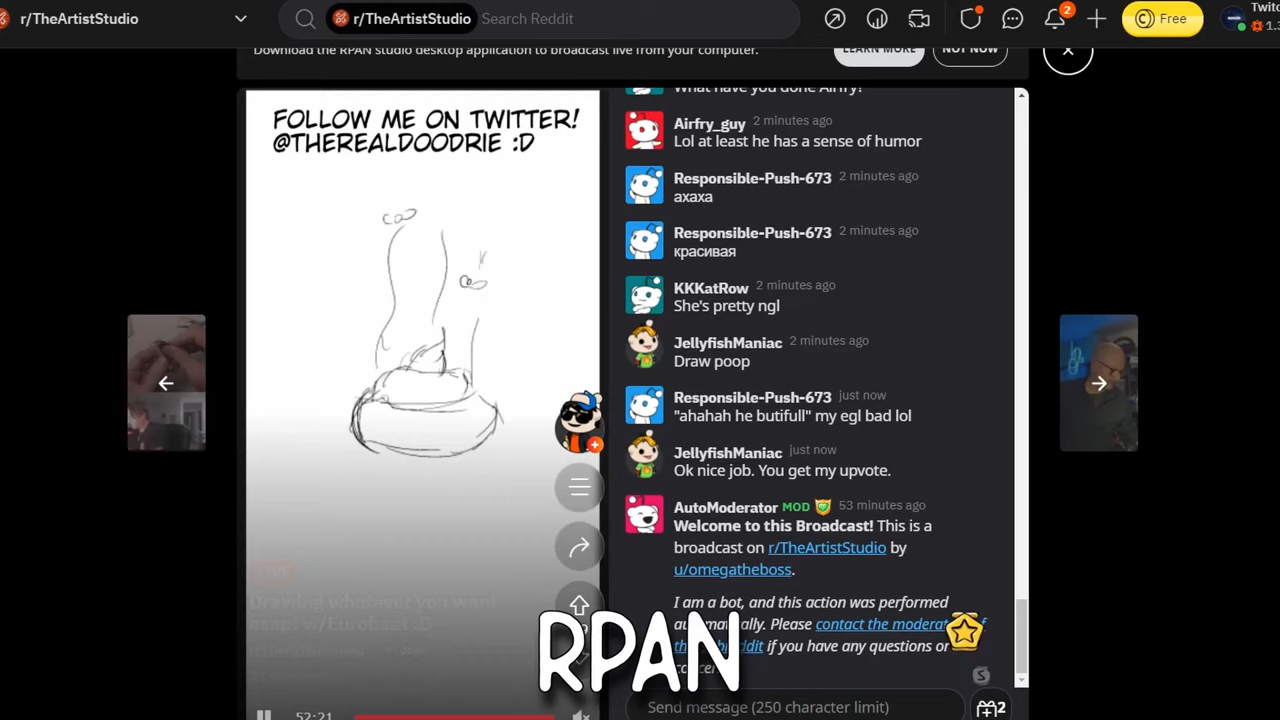 r/TheArtistStudio
r/TheArtistStudio Search Reddit
2
Free
Download the RPAN studio desktop application to broadcast live from your computer.
LEARN MORE
NOT NOW
FOLLOW ME ON TWITTER!
@THEREALDOODRIE :D
What have you done Airfry?
Airfry_guy 2 minutes ago
Lol at least he has a sense of humor
Responsible-Push-673 2 minutes ago
axaxa
Responsible-Push-673 2 minutes ago
красивая
KKKatRow 2 minutes ago
She's pretty ngl
JellyfishManiac 2 minutes ago
Draw poop
Responsible-Push-673 just now
"ahahah he butifull" my egl bad lol
JellyfishManiac just now
Ok nice job. You get my upvote.
AutoModerator MOD 53 minutes ago
Welcome to this Broadcast! This is a
broadcast on r/TheArtistStudio by
u/omegatheboss.
I am a bot, and this action was performed
Please contact the
if you have any questions or
LIVE
Drawing whatever you want
w/Eurobeat :D
RPAN
52:21
Send message (250 character limit)
2